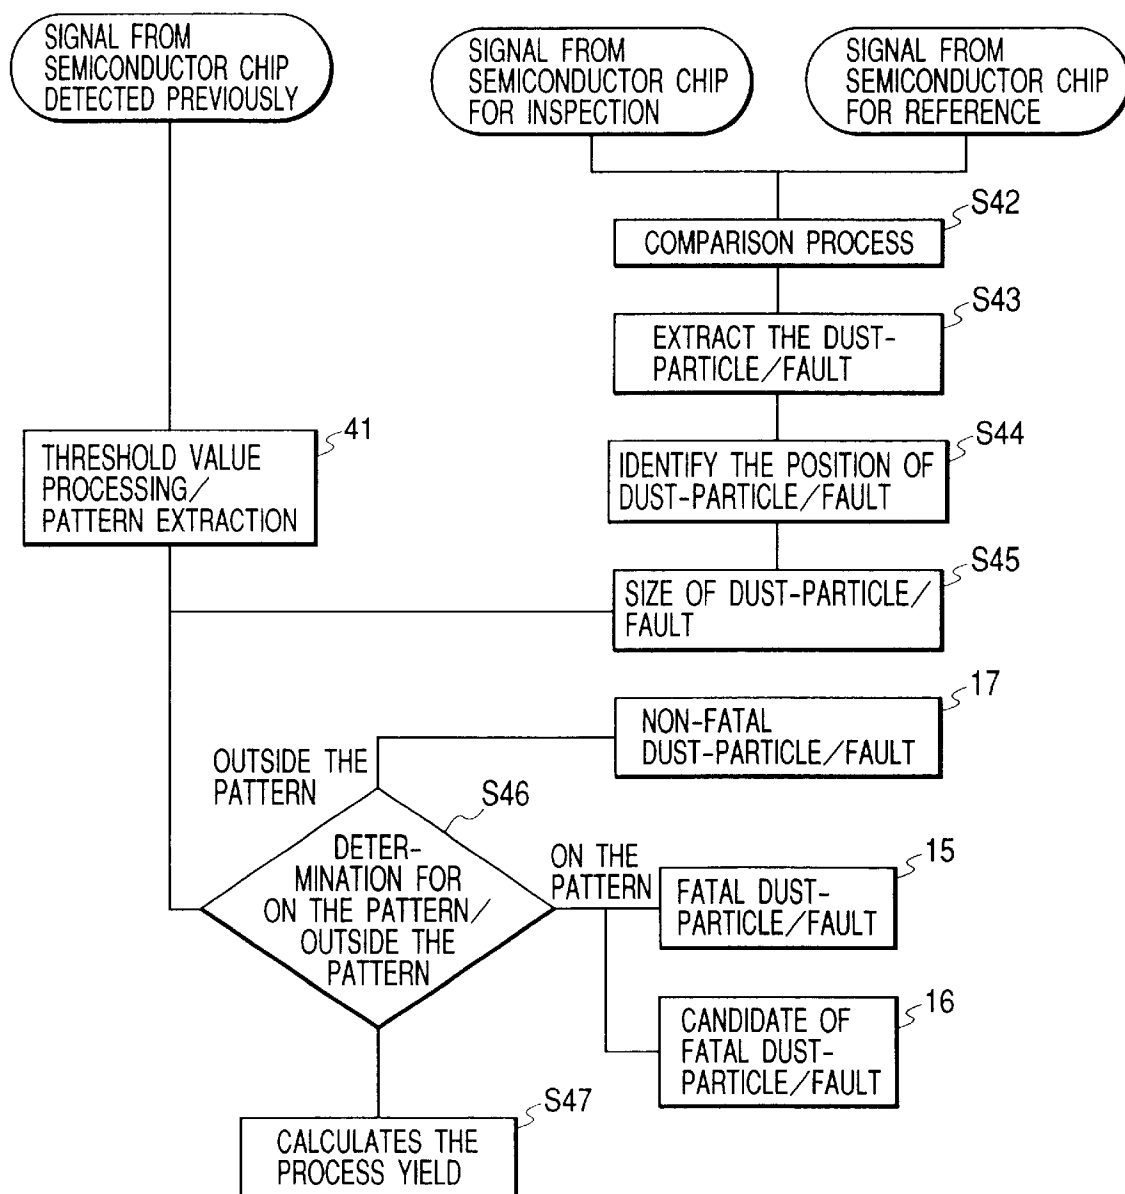 SIGNAL FROM
SEMICONDUCTOR CHIP
DETECTED PREVIOUSLY
SIGNAL FROM
SEMICONDUCTOR CHIP
FOR INSPECTION
SIGNAL FROM
SEMICONDUCTOR CHIP
FOR REFERENCE
S42
COMPARISON PROCESS
S43
EXTRACT THE DUST-
PARTICLE/FAULT
41
THRESHOLD VALUE
PROCESSING/
PATTERN EXTRACTION
S44
IDENTIFY THE POSITION OF
DUST-PARTICLE/FAULT
S45
SIZE OF DUST-PARTICLE/
FAULT
17
NON-FATAL
DUST-PARTICLE/FAULT
OUTSIDE THE
PATTERN
S46
DETER-
MINATION FOR
ON THE PATTERN/
OUTSIDE THE
PATTERN
ON THE
PATTERN
15
FATAL DUST-
PARTICLE/FAULT
16
CANDIDATE OF
FATAL DUST-
PARTICLE/FAULT
S47
CALCULATES THE
PROCESS YIELD